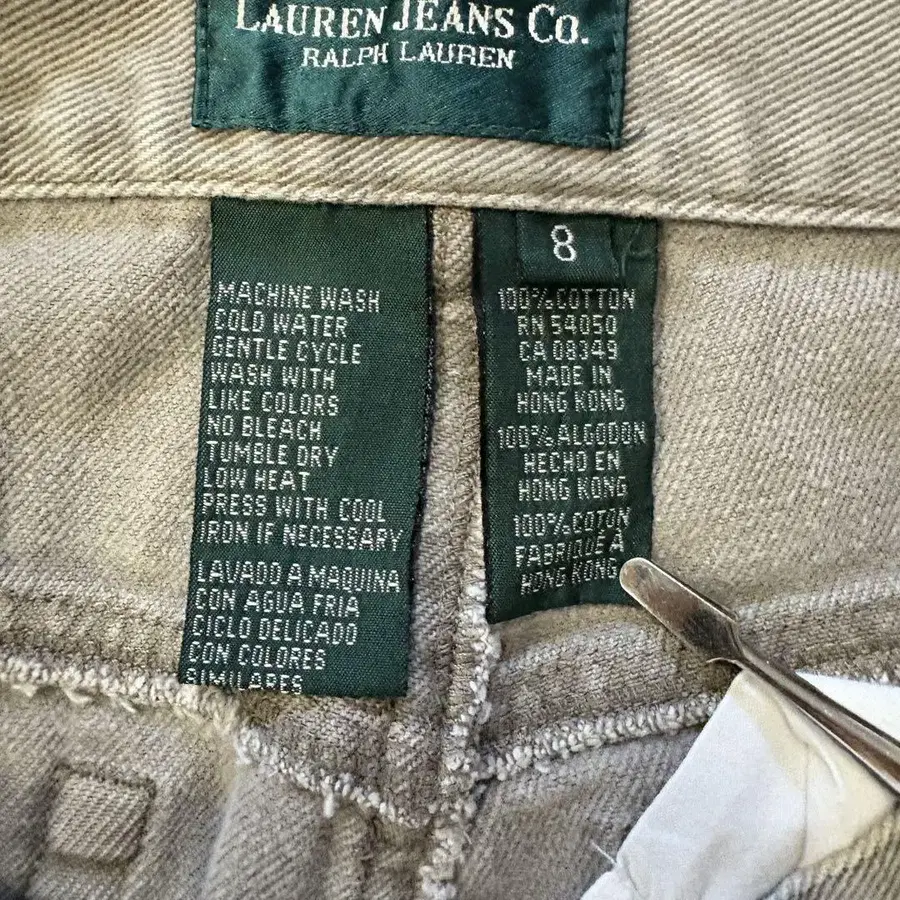 LAUREN JEANS CO.
RALPH LAUREN
MACHINE WASH
COLD WATER
GENTLE CYCLE
WASH WITH
LIKE COLORS
NO BLEACH
TUMBLE DRY
LOW HEAT
PRESS WITH COOL
IRON IF NECESSARY
LAVADO A MAQUINA
CON AGUA FRIA
CICLO DELICADO
CON COLORES
SIMILARES
8
100% COTTON
RN 54050
CA 08349
MADE IN
HONG KONG
100% ALGODON
HECHO EN
HONG KONG
100% COTON
FABRIQUÉ À
HONG KONG